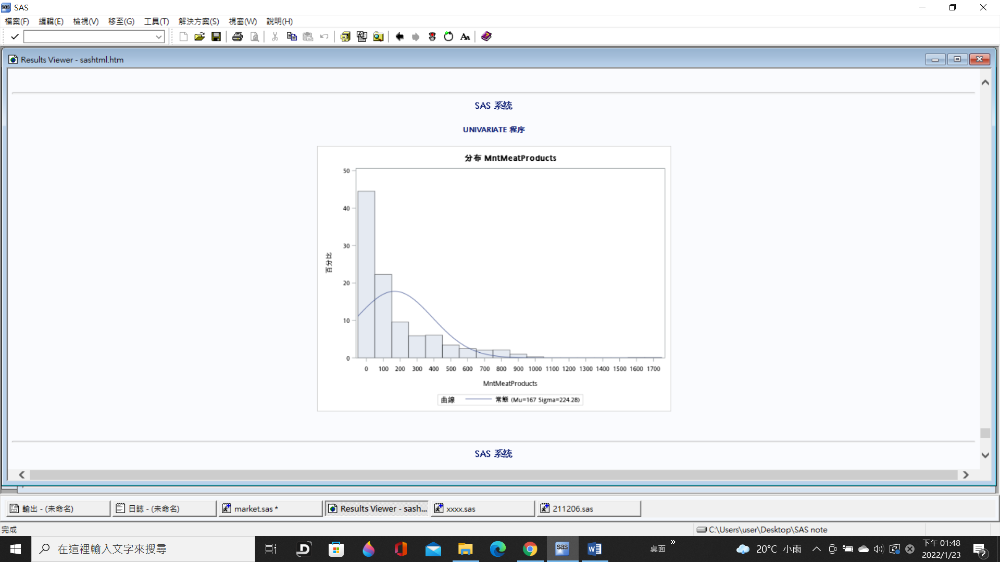 SAS
檔案(F) 編輯(E) 檢視(V) 移至(G) 工具(T) 解決方案(S) 視窗(W) 說明(H)
Results Viewer - sashtml.htm
SAS 系統
UNIVARIATE 程序
分布 MntMeatProducts
50
40
30
20
10
0
百分比
0 100 200 300 400 500 600 700 800 900 1000 1100 1200 1300 1400 1500 1600 1700
MntMeatProducts
曲線 常態 (Mu=167 Sigma=224.28)
SAS 系統
輸出 - (未命名) 日誌 - (未命名) market.sas * Results Viewer - sash... xxxx.sas 211206.sas
完成 C:\Users\user\Desktop\SAS note
在這裡輸入文字來搜尋 桌面 » 20°C 小雨 下午 01:48
2022/1/23 2